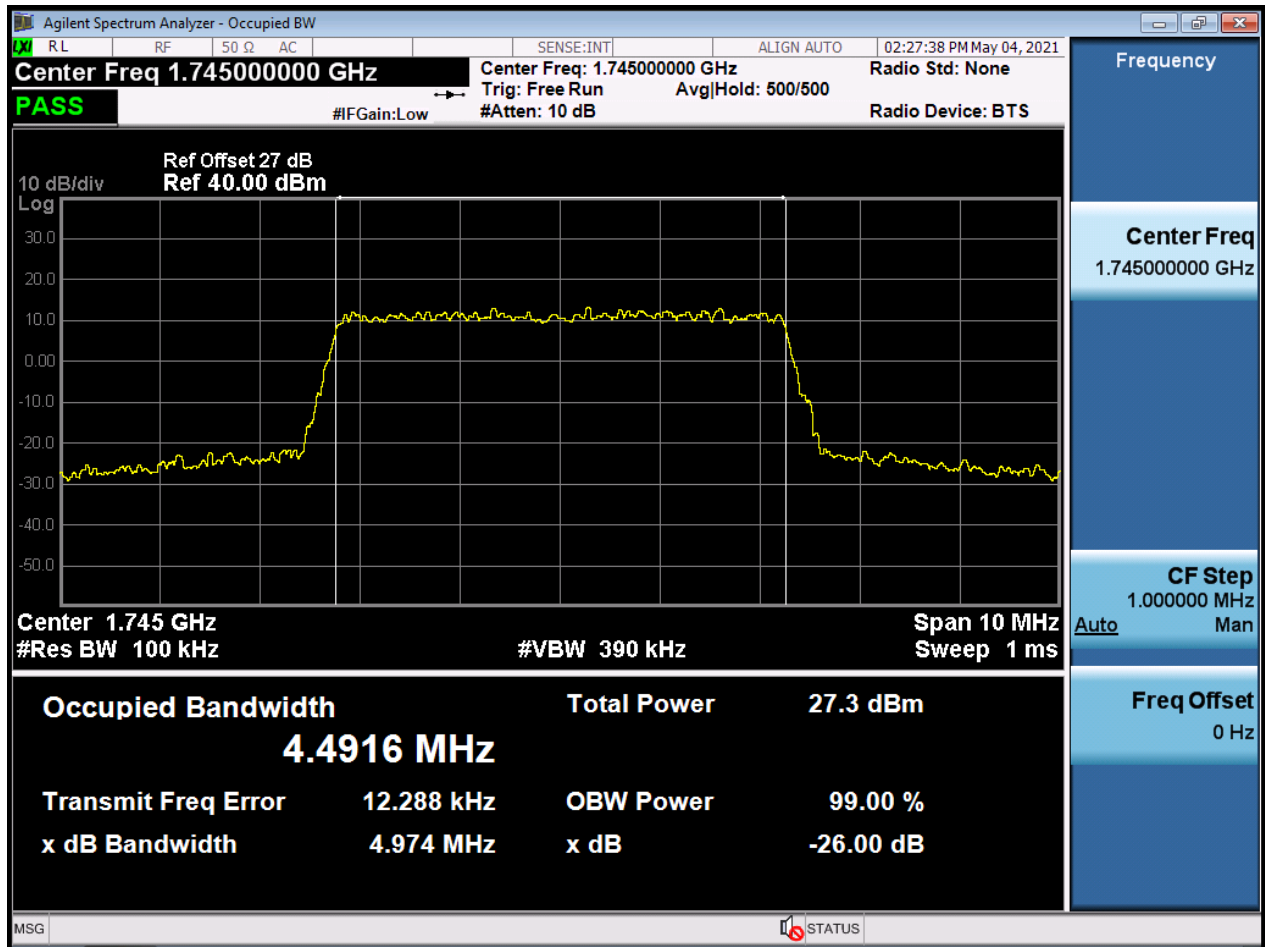 Agilent Spectrum Analyzer - Occupied BW
LXI RL RF 50 Ω AC SENSE:INT ALIGN AUTO 02:27:38 PM May 04, 2021
Center Freq 1.745000000 GHz
Center Freq: 1.745000000 GHz Radio Std: None
Trig: Free Run Avg|Hold: 500/500
PASS
#IFGain:Low #Atten: 10 dB Radio Device: BTS
Ref Offset 27 dB
10 dB/div Ref 40.00 dBm
Log
30.0
20.0
10.0
0.00
-10.0
-20.0
-30.0
-40.0
-50.0
Center 1.745 GHz Span 10 MHz
#Res BW 100 kHz #VBW 390 kHz Sweep 1 ms
Occupied Bandwidth Total Power 27.3 dBm
4.4916 MHz
Transmit Freq Error 12.288 kHz OBW Power 99.00 %
x dB Bandwidth 4.974 MHz x dB -26.00 dB
MSG STATUS
Frequency
Center Freq
1.745000000 GHz
CF Step
1.000000 MHz
Auto Man
Freq Offset
0 Hz